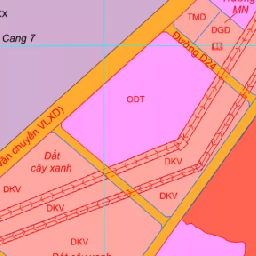 Cang 7
TMD
MN
DGD
Đường D24
ODT
vận chuyển VLXD)
Đất
cây xanh
DKV
DKV
DKV
DKV
DKV